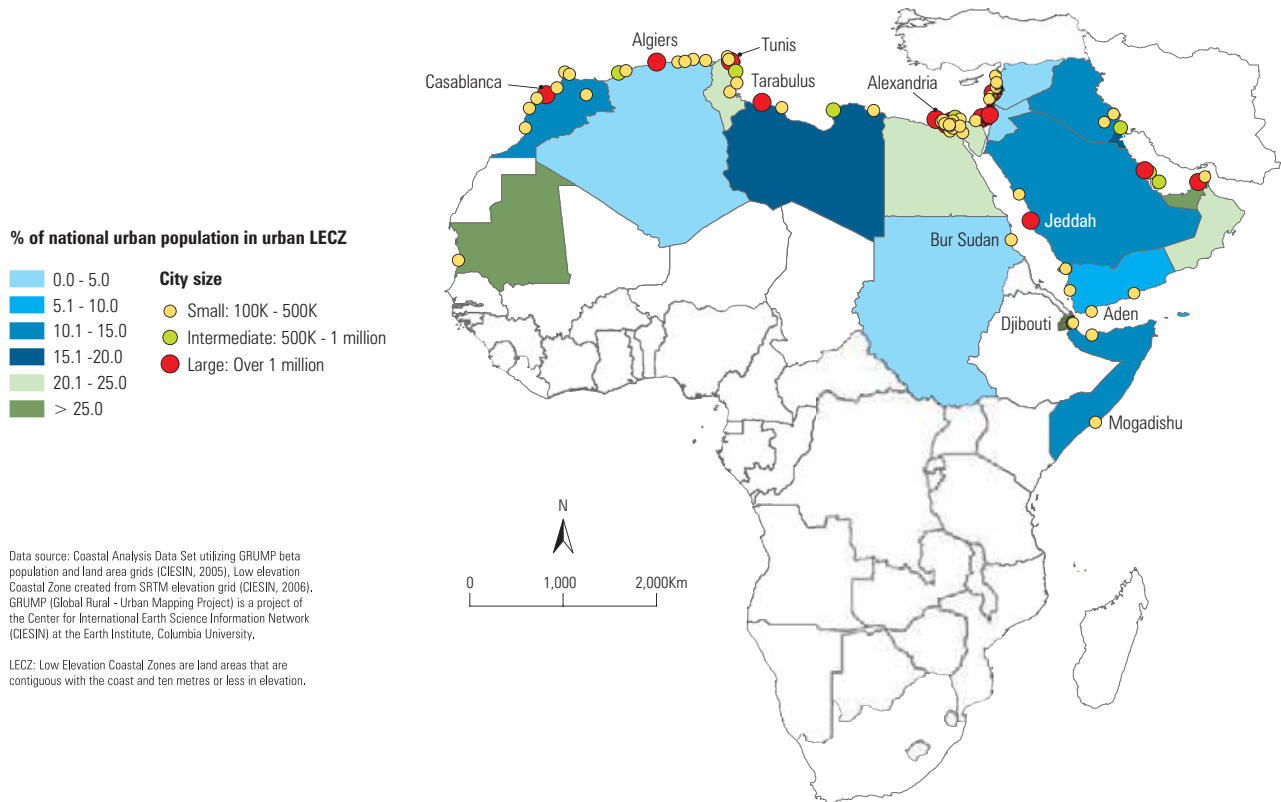 Algiers
Tunis
Casablanca
Tarabulus
Alexandria
% of national urban population in urban LECZ
0.0 - 5.0
5.1 - 10.0
10.1 - 15.0
15.1 -20.0
20.1 - 25.0
> 25.0
City size
Small: 100K - 500K
Intermediate: 500K - 1 million
Large: Over 1 million
Jeddah
Bur Sudan
Djibouti
Aden
Mogadishu
N
0 1,000 2,000Km
Data source: Coastal Analysis Data Set utilizing GRUMP beta
population and land area grids (CIESIN, 2005), Low elevation
Coastal Zone created from SRTM elevation grid (CIESIN, 2006).
GRUMP (Global Rural - Urban Mapping Project) is a project of
the Center for International Earth Science Information Network
(CIESIN) at the Earth Institute, Columbia University.
LECZ: Low Elevation Coastal Zones are land areas that are
contiguous with the coast and ten metres or less in elevation.